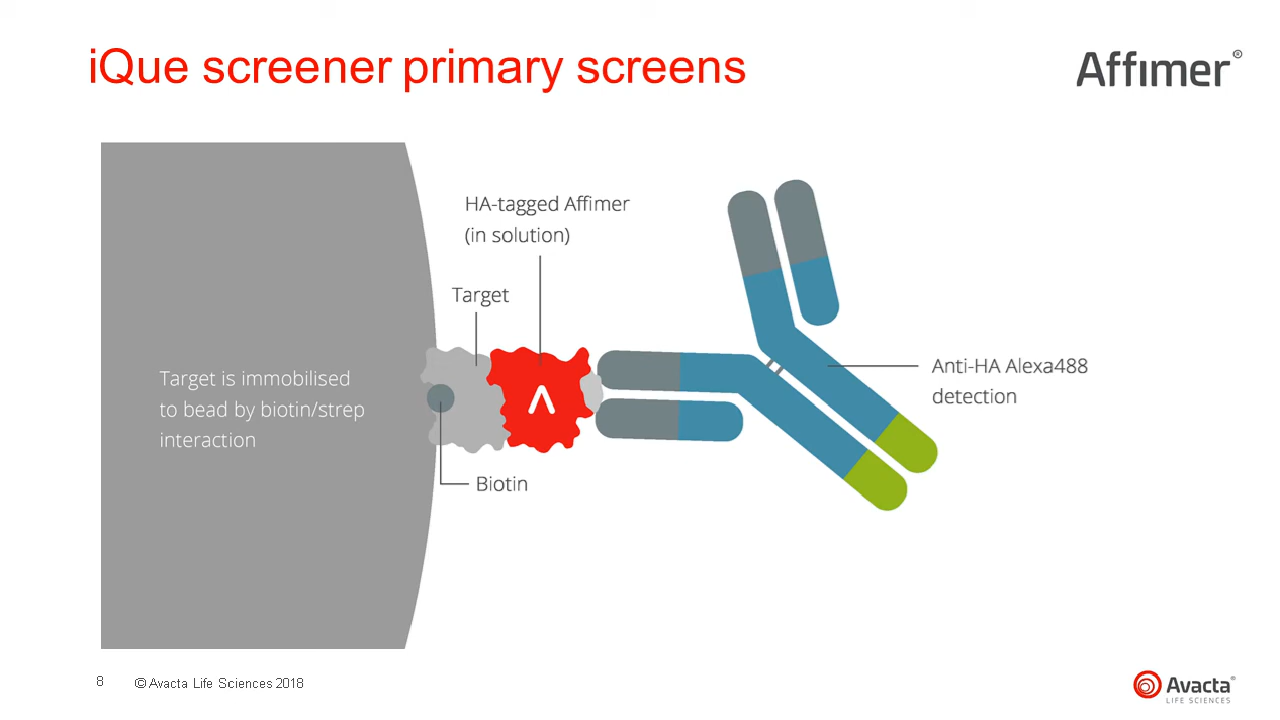 iQue screener primary screens
Affimer®
HA-tagged Affimer
(in solution)
Target
Target is immobilised
to bead by biotin/strep
interaction
Anti-HA Alexa488
detection
Biotin
8
© Avacta Life Sciences 2018
Avacta®
LIFE SCIENCES